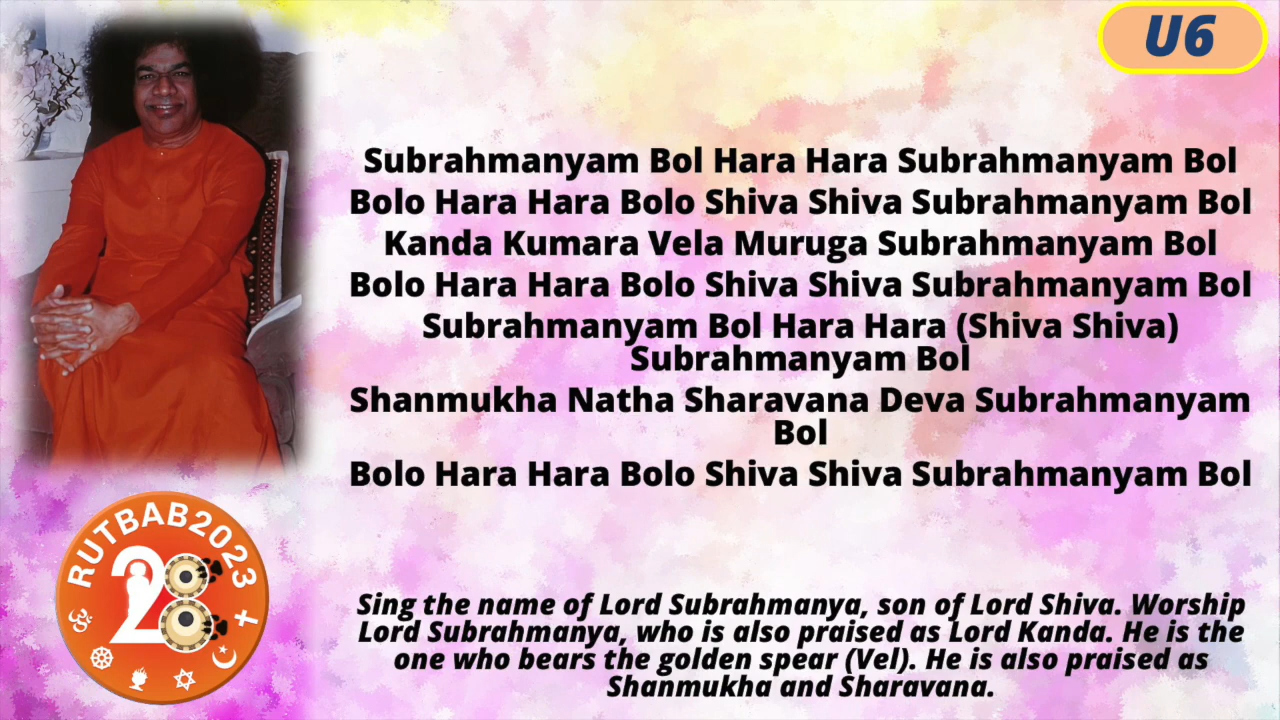 U6
Subrahmanyam Bol Hara Hara Subrahmanyam Bol
Bolo Hara Hara Bolo Shiva Shiva Subrahmanyam Bol
Kanda Kumara Vela Muruga Subrahmanyam Bol
Bolo Hara Hara Bolo Shiva Shiva Subrahmanyam Bol
Subrahmanyam Bol Hara Hara (Shiva Shiva)
Subrahmanyam Bol
Shanmukha Natha Sharavana Deva Subrahmanyam
Bol
Bolo Hara Hara Bolo Shiva Shiva Subrahmanyam Bol
RUTBAB2023
28
Sing the name of Lord Subrahmanya, son of Lord Shiva. Worship
Lord Subrahmanya, who is also praised as Lord Kanda. He is the
one who bears the golden spear (Vel). He is also praised as
Shanmukha and Sharavana.